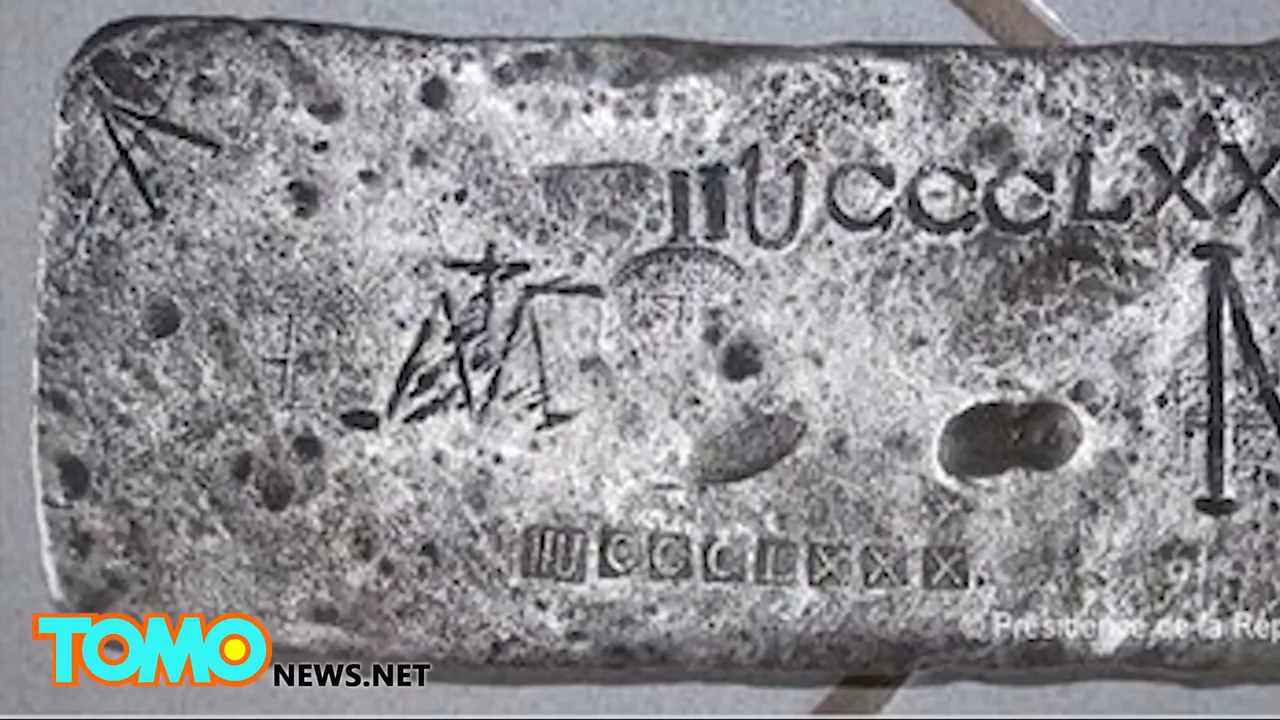 IIUCCCLXX
IIUCCCLXXX
© Présidence de la Rép
TOMO
NEWS.NET